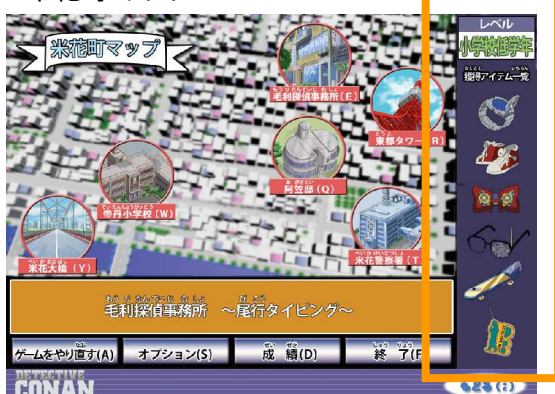 米花町マップ
毛利探偵事務所(E)
東都タワー(R)
阿笠邸(Q)
帝丹小学校(W)
米花大橋(Y)
米花警察署(T)
毛利探偵事務所 ～尾行タイピング～
ゲームをやり直す(A)
オプション(S)
成 績(D)
終 了(F
DETECTIVE
CONAN
レベル
小学校低学年
獲得アイテム一覧